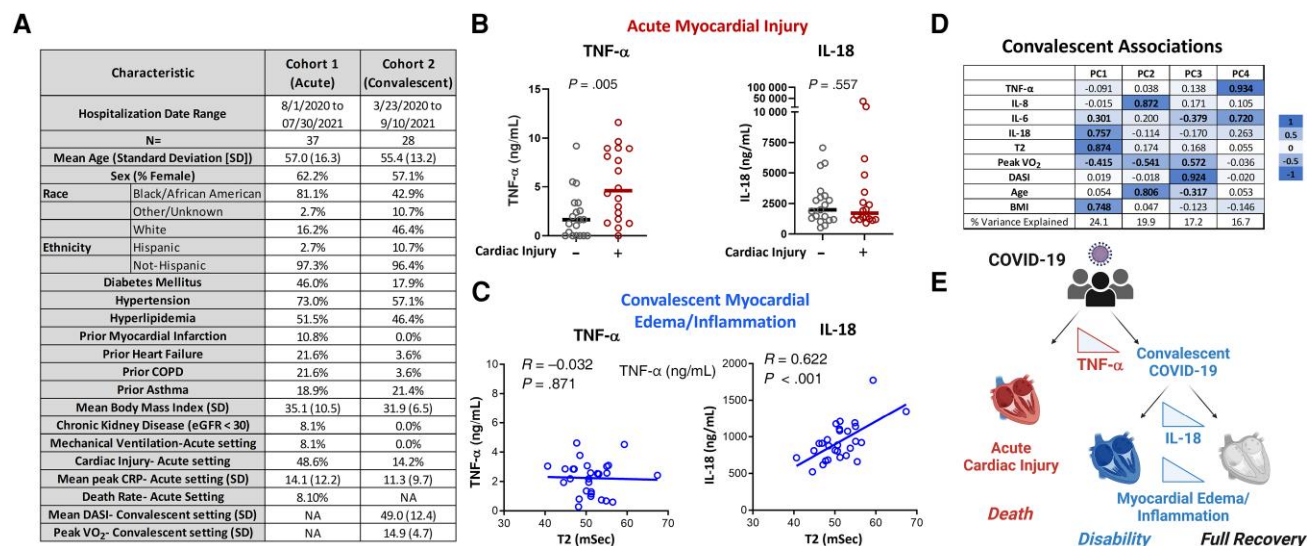 A
Characteristic Cohort 1 (Acute) Cohort 2 (Convalescent)
Hospitalization Date Range 8/1/2020 to 07/30/2021 3/23/2020 to 9/10/2021
N= 37 28
Mean Age (Standard Deviation [SD]) 57.0 (16.3) 55.4 (13.2)
Sex (% Female) 62.2% 57.1%
Race Black/African American 81.1% 42.9%
Other/Unknown 2.7% 10.7%
White 16.2% 46.4%
Ethnicity Hispanic 2.7% 10.7%
Not-Hispanic 97.3% 96.4%
Diabetes Mellitus 46.0% 17.9%
Hypertension 73.0% 57.1%
Hyperlipidemia 51.5% 46.4%
Prior Myocardial Infarction 10.8% 0.0%
Prior Heart Failure 21.6% 3.6%
Prior COPD 21.6% 3.6%
Prior Asthma 18.9% 21.4%
Mean Body Mass Index (SD) 35.1 (10.5) 31.9 (6.5)
Chronic Kidney Disease (eGFR < 30) 8.1% 0.0%
Mechanical Ventilation-Acute setting 8.1% 0.0%
Cardiac Injury- Acute setting 48.6% 14.2%
Mean peak CRP- Acute setting (SD) 14.1 (12.2) 11.3 (9.7)
Death Rate- Acute Setting 8.10% NA
Mean DASI- Convalescent setting (SD) NA 49.0 (12.4)
Peak VO₂- Convalescent setting (SD) NA 14.9 (4.7)
B
Acute Myocardial Injury
TNF-α
P = .005
TNF-α (ng/mL)
15
10
5
0
Cardiac Injury − +
IL-18
P = .557
IL-18 (ng/mL)
100 000
50 000
10 000
7500
5000
2500
0
Cardiac Injury − +
C
Convalescent Myocardial
Edema/Inflammation
TNF-α
R = −0.032
P = .871
TNF-α (ng/mL)
10
8
6
4
2
0
30 40 50 60 70
T2 (mSec)
TNF-α (ng/mL)
IL-18
R = 0.622
P < .001
IL-18 (ng/mL)
2000
1500
1000
500
0
30 40 50 60 70
T2 (mSec)
D
Convalescent Associations
PC1 PC2 PC3 PC4
TNF-α -0.091 0.038 0.138 0.934
IL-8 -0.015 0.872 0.171 0.105
IL-6 0.301 0.200 -0.379 0.720
IL-18 0.757 -0.114 -0.170 0.263
T2 0.874 0.174 0.168 0.055
Peak VO₂ -0.415 -0.541 0.572 -0.036
DASI 0.019 -0.018 0.924 -0.020
Age 0.054 0.806 -0.317 0.053
BMI 0.748 0.047 -0.123 -0.146
% Variance Explained 24.1 19.9 17.2 16.7
1
0.5
0
-0.5
-1
E
COVID-19
TNF-α
Convalescent
COVID-19
IL-18
Acute
Cardiac Injury
Myocardial Edema/
Inflammation
Death
Disability
Full Recovery